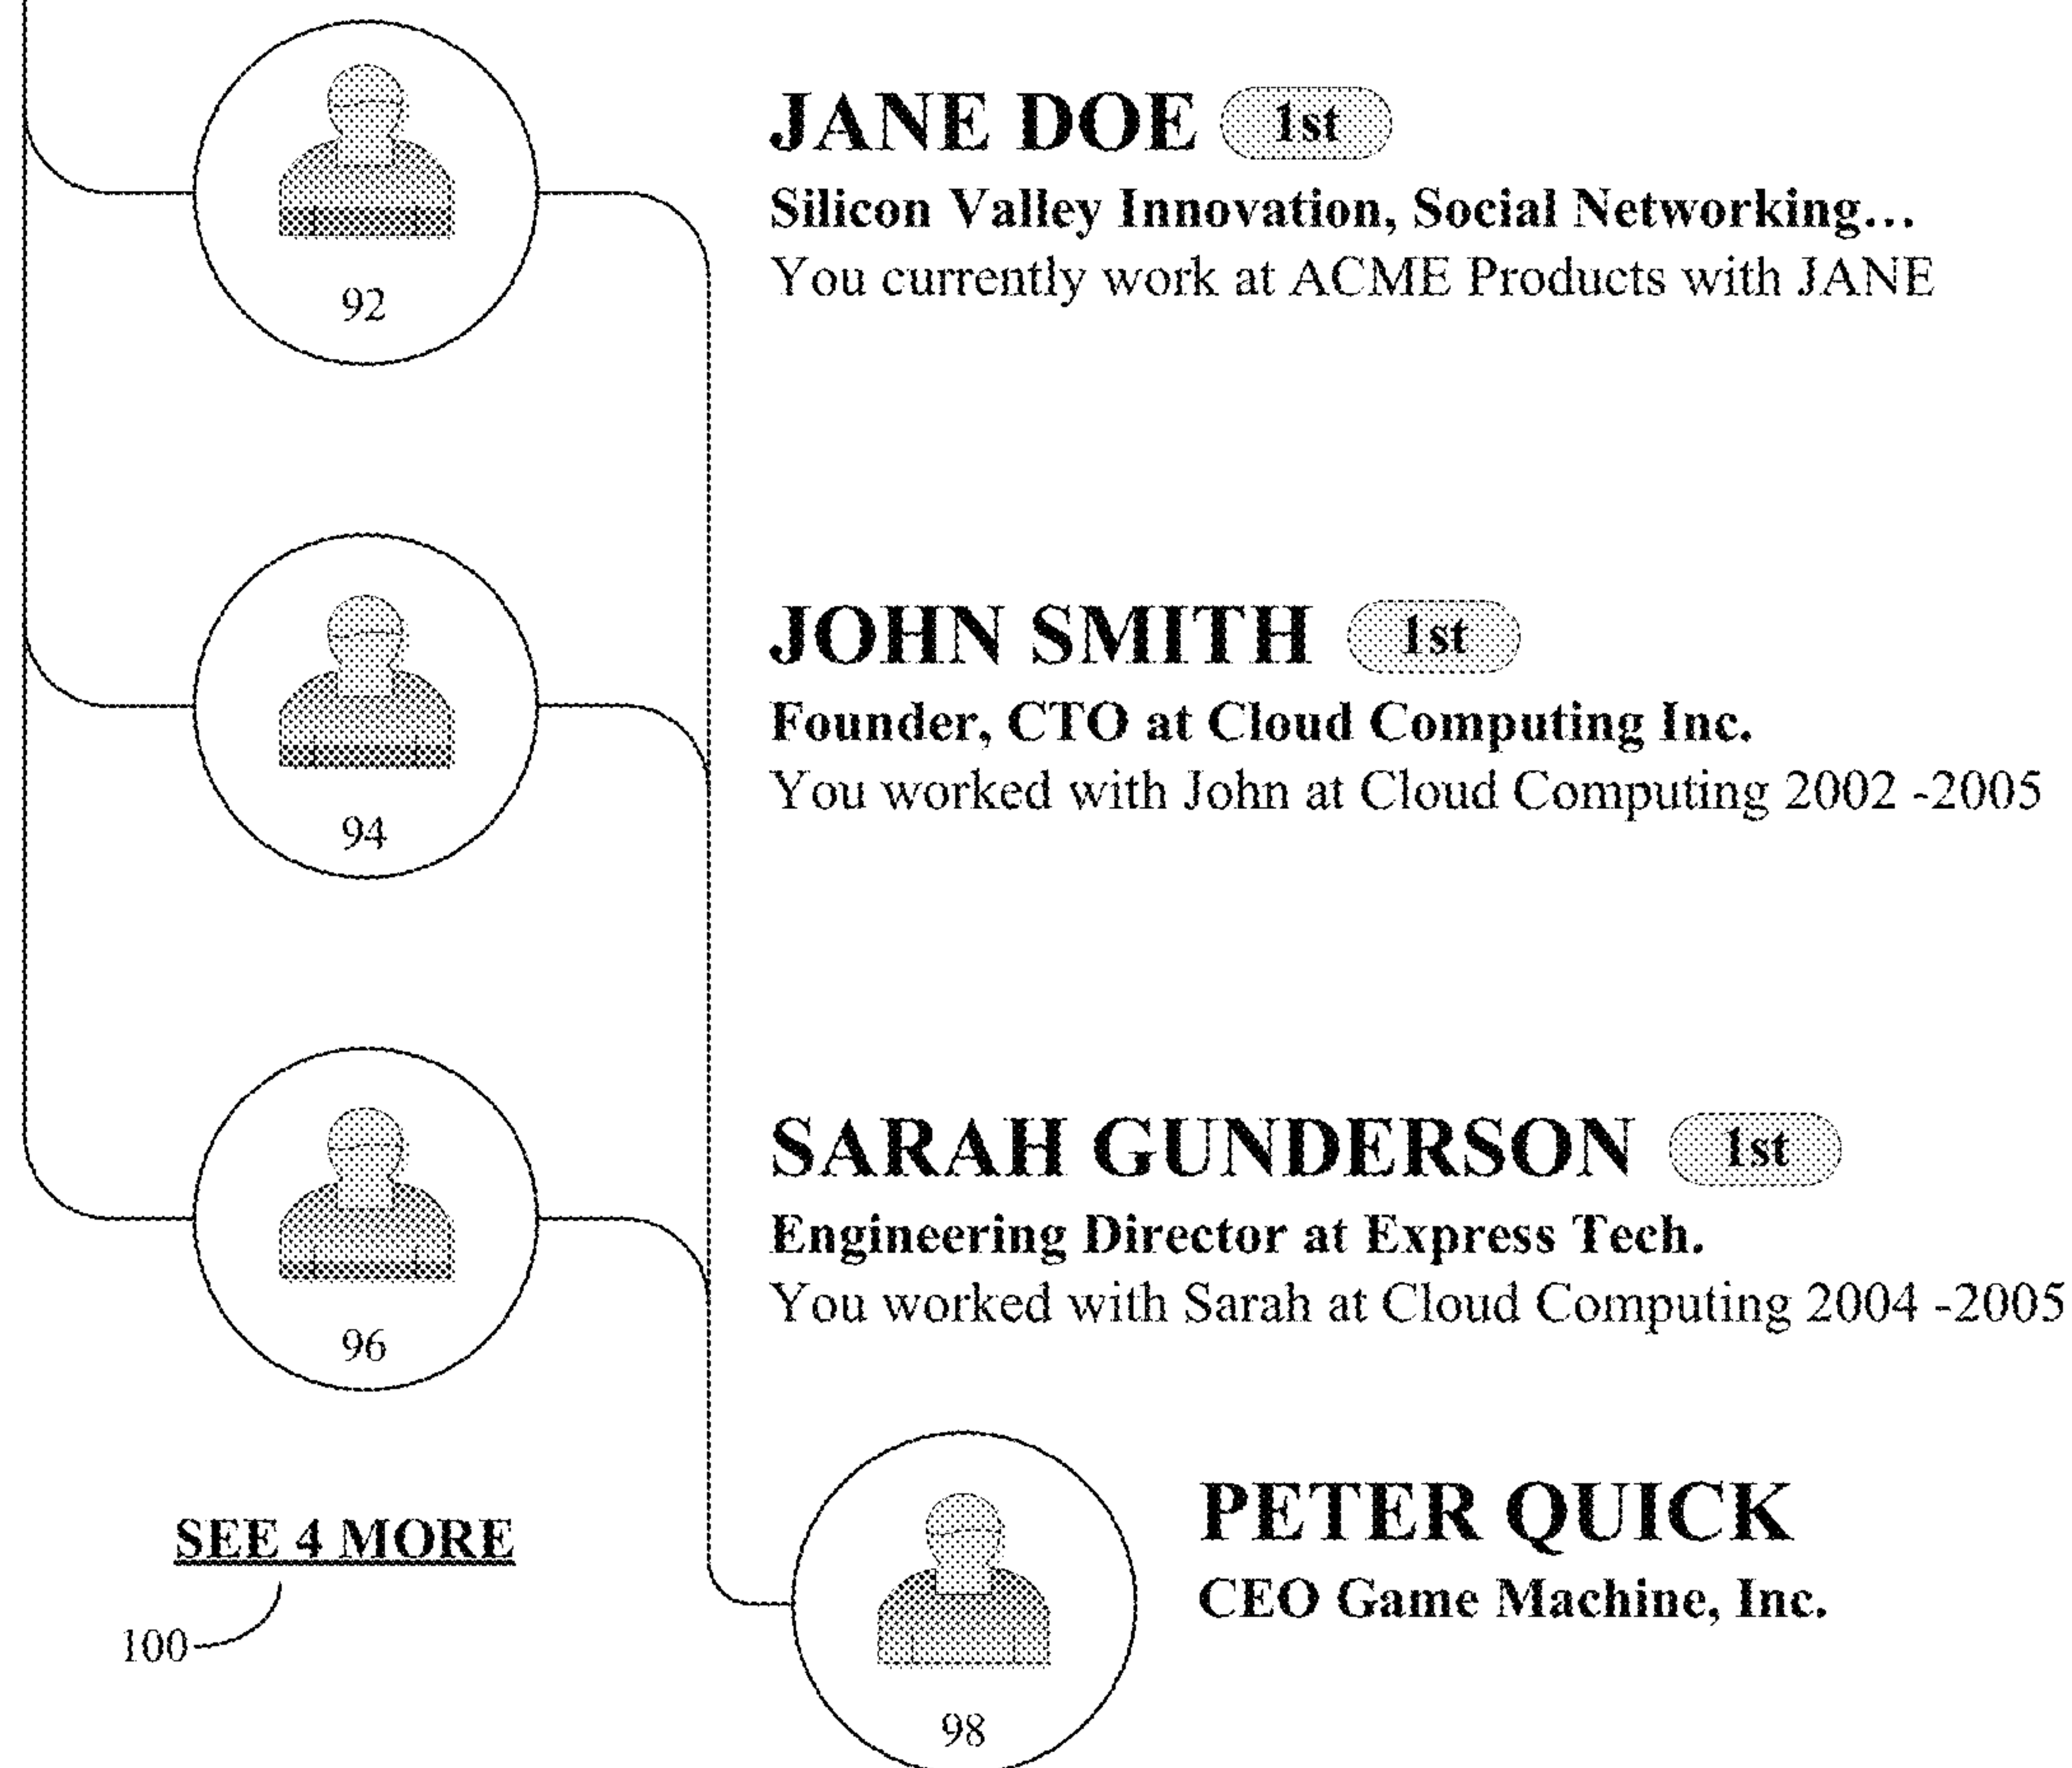 JANE DOE 1st
Silicon Valley Innovation, Social Networking...
You currently work at ACME Products with JANE
92
JOHN SMITH 1st
Founder, CTO at Cloud Computing Inc.
You worked with John at Cloud Computing 2002 -2005
94
SARAH GUNDERSON 1st
Engineering Director at Express Tech.
You worked with Sarah at Cloud Computing 2004 -2005
96
SEE 4 MORE
100
PETER QUICK
CEO Game Machine, Inc.
98